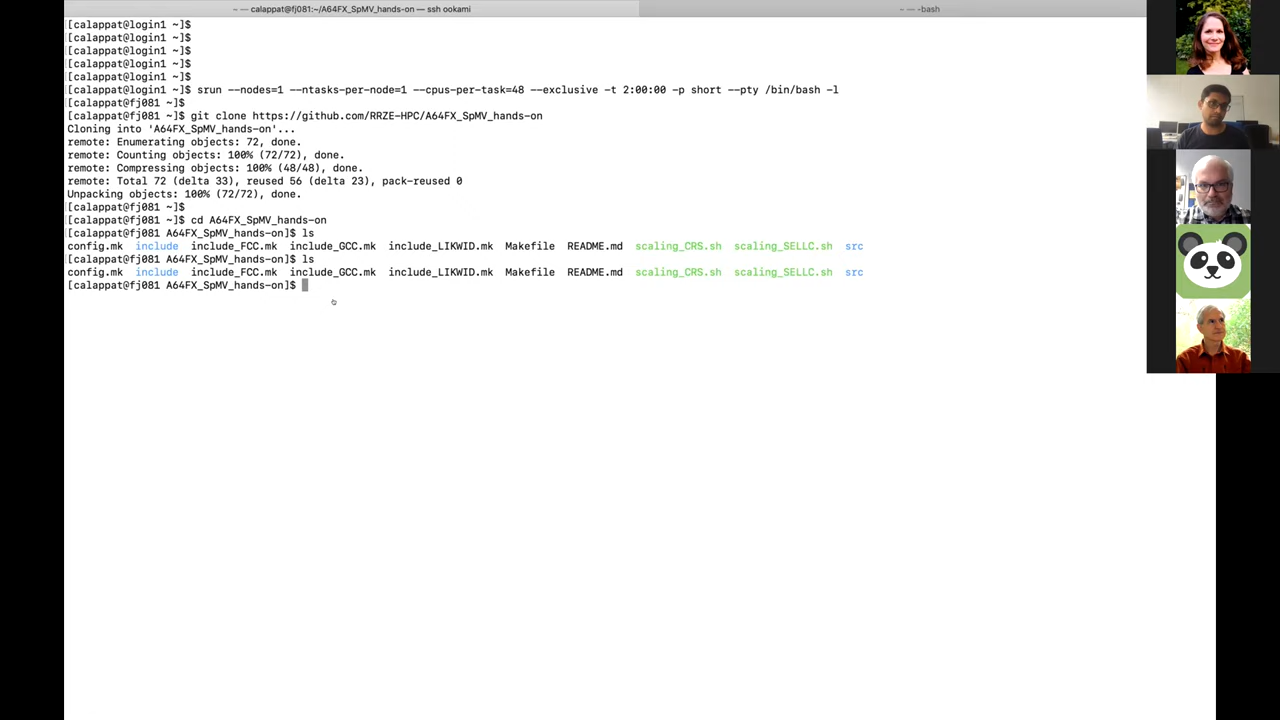 ~ — calappat@fj081:~/A64FX_SpMV_hands-on — ssh ookami
~ — -bash
[calappat@login1 ~]$
[calappat@login1 ~]$
[calappat@login1 ~]$
[calappat@login1 ~]$
[calappat@login1 ~]$
[calappat@login1 ~]$ srun --nodes=1 --ntasks-per-node=1 --cpus-per-task=48 --exclusive -t 2:00:00 -p short --pty /bin/bash -l
[calappat@fj081 ~]$
[calappat@fj081 ~]$ git clone https://github.com/RRZE-HPC/A64FX_SpMV_hands-on
Cloning into 'A64FX_SpMV_hands-on'...
remote: Enumerating objects: 72, done.
remote: Counting objects: 100% (72/72), done.
remote: Compressing objects: 100% (48/48), done.
remote: Total 72 (delta 33), reused 56 (delta 23), pack-reused 0
Unpacking objects: 100% (72/72), done.
[calappat@fj081 ~]$
[calappat@fj081 ~]$ cd A64FX_SpMV_hands-on
[calappat@fj081 A64FX_SpMV_hands-on]$ ls
config.mk include include_FCC.mk include_GCC.mk include_LIKWID.mk Makefile README.md scaling_CRS.sh scaling_SELLC.sh src
[calappat@fj081 A64FX_SpMV_hands-on]$ ls
config.mk include include_FCC.mk include_GCC.mk include_LIKWID.mk Makefile README.md scaling_CRS.sh scaling_SELLC.sh src
[calappat@fj081 A64FX_SpMV_hands-on]$